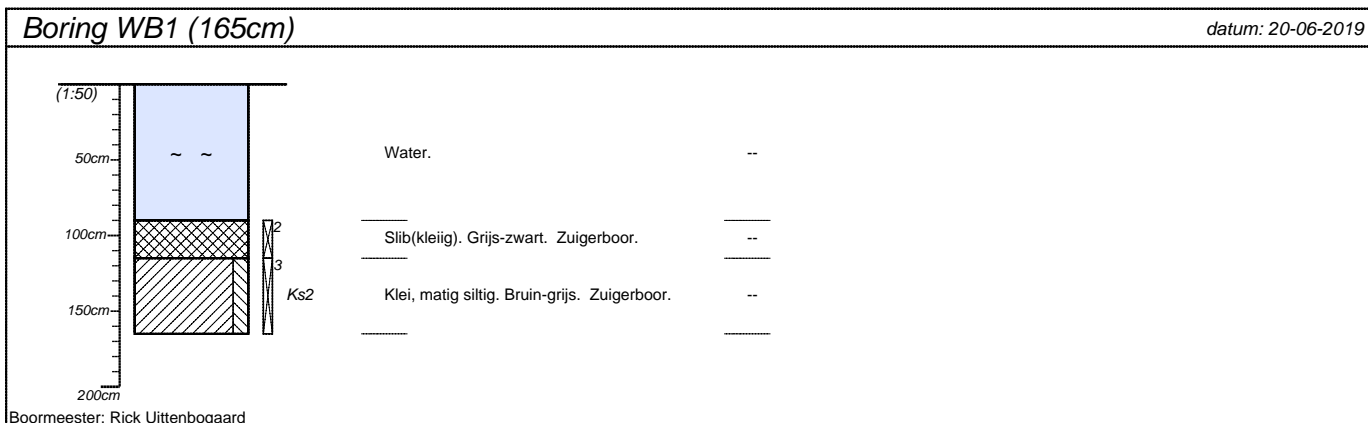 Boring WB1 (165cm) datum: 20-06-2019
(1:50)
50cm ~ ~ Water. --
100cm 2 Slib(kleiig). Grijs-zwart. Zuigerboor. --
3
150cm Ks2 Klei, matig siltig. Bruin-grijs. Zuigerboor. --
200cm
Boormeester: Rick Uittenbogaard